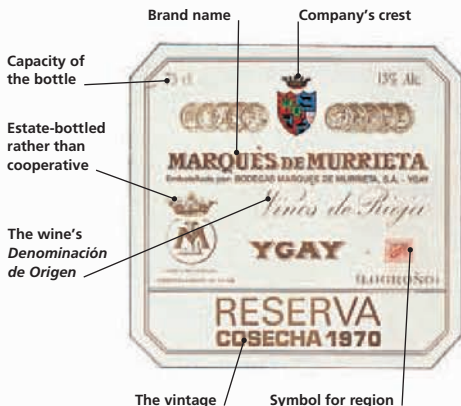 Brand name
Company's crest
Capacity of
the bottle
cl
13% Alc.
Estate-bottled
rather than
cooperative
MARQUÉS DE MURRIETA
Embotellado por: BODEGAS MARQUES DE MURRIETA, S.A. - YGAY
Vinos de Rioja
The wine's
Denominación
de Origen
M
YGAY
(LOGROÑO)
RESERVA
COSECHA 1970
The vintage
Symbol for region